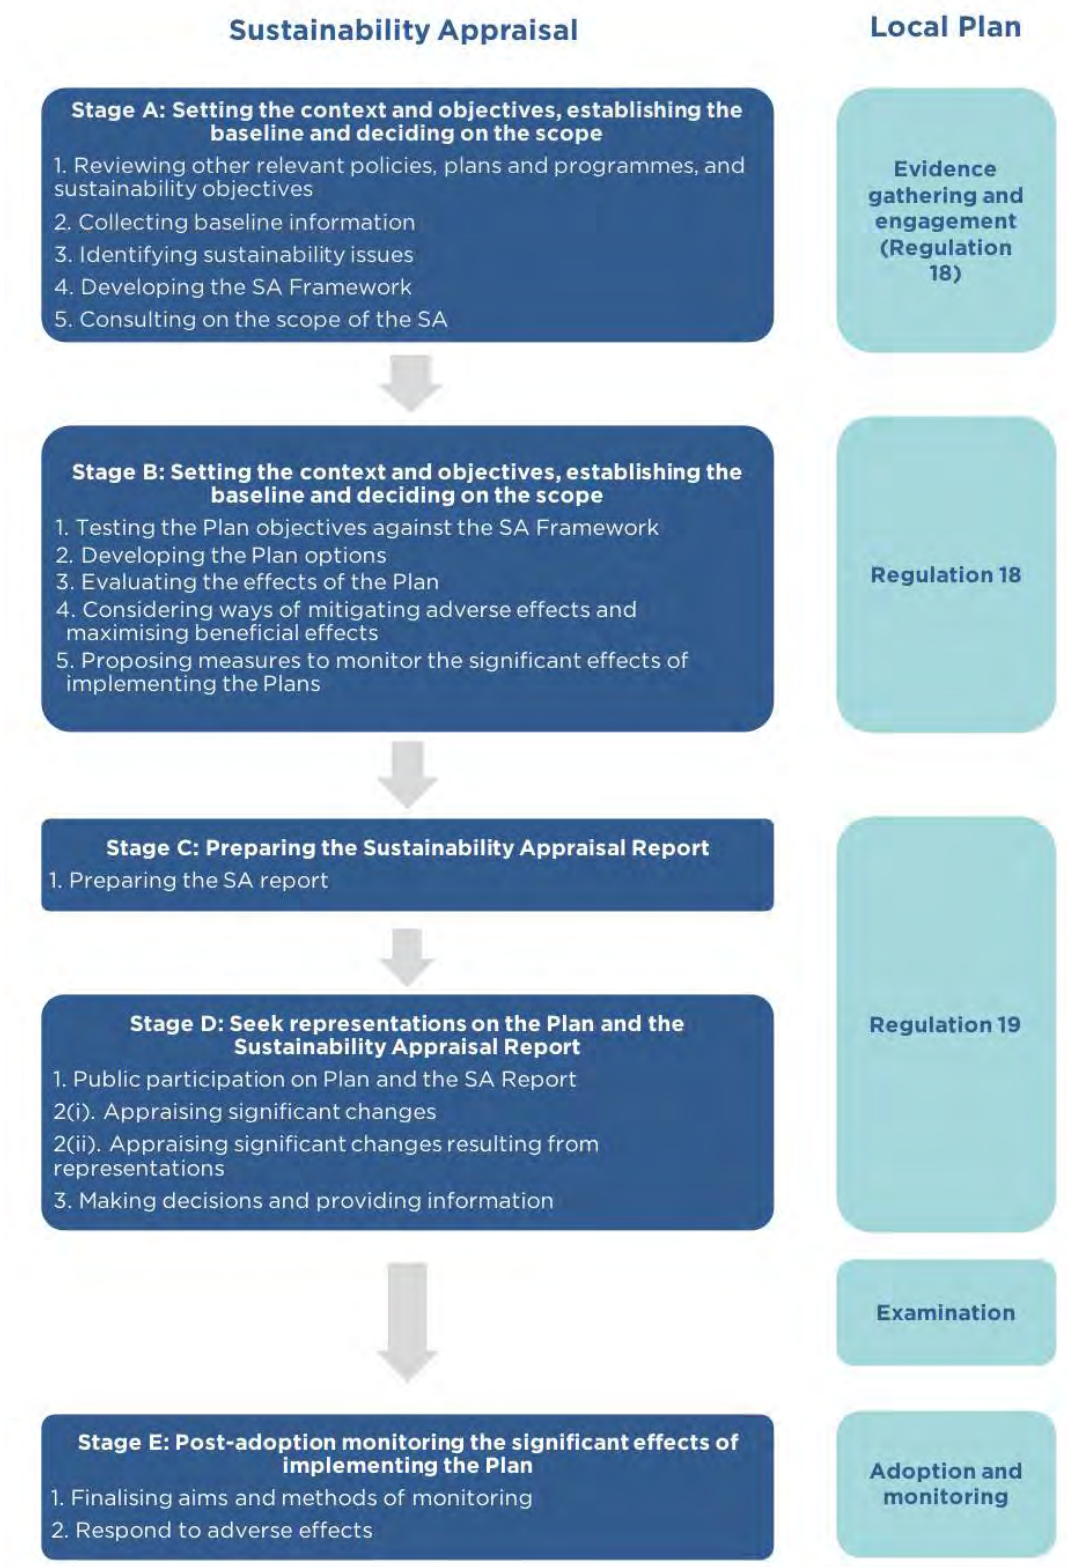 Sustainability Appraisal
Local Plan
Stage A: Setting the context and objectives, establishing the
baseline and deciding on the scope
1. Reviewing other relevant policies, plans and programmes, and
sustainability objectives
2. Collecting baseline information
3. Identifying sustainability issues
4. Developing the SA Framework
5. Consulting on the scope of the SA
Evidence
gathering and
engagement
(Regulation
18)
Stage B: Setting the context and objectives, establishing the
baseline and deciding on the scope
1. Testing the Plan objectives against the SA Framework
2. Developing the Plan options
3. Evaluating the effects of the Plan
4. Considering ways of mitigating adverse effects and
maximising beneficial effects
5. Proposing measures to monitor the significant effects of
implementing the Plans
Regulation 18
Stage C: Preparing the Sustainability Appraisal Report
1. Preparing the SA report
Stage D: Seek representations on the Plan and the
Sustainability Appraisal Report
1. Public participation on Plan and the SA Report
2(i). Appraising significant changes
2(ii). Appraising significant changes resulting from
representations
3. Making decisions and providing information
Regulation 19
Examination
Stage E: Post-adoption monitoring the significant effects of
implementing the Plan
1. Finalising aims and methods of monitoring
2. Respond to adverse effects
Adoption and
monitoring